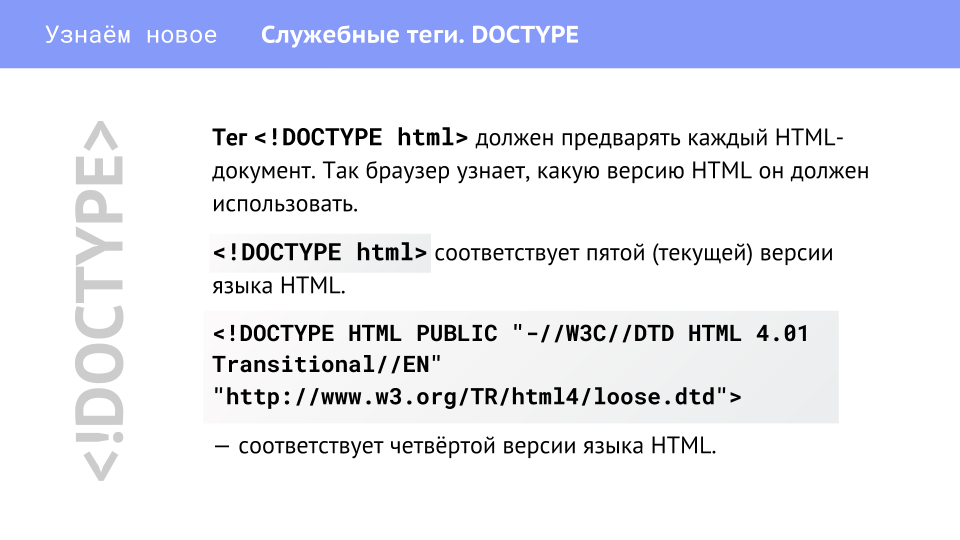 Узнаём новое Служебные теги. DOCTYPE
<!DOCTYPE>
Тег <!DOCTYPE html> должен предварять каждый HTML-
документ. Так браузер узнает, какую версию HTML он должен
использовать.
<!DOCTYPE html> соответствует пятой (текущей) версии
языка HTML.
<!DOCTYPE HTML PUBLIC "-//W3C//DTD HTML 4.01
Transitional//EN"
"http://www.w3.org/TR/html4/loose.dtd">
— соответствует четвёртой версии языка HTML.